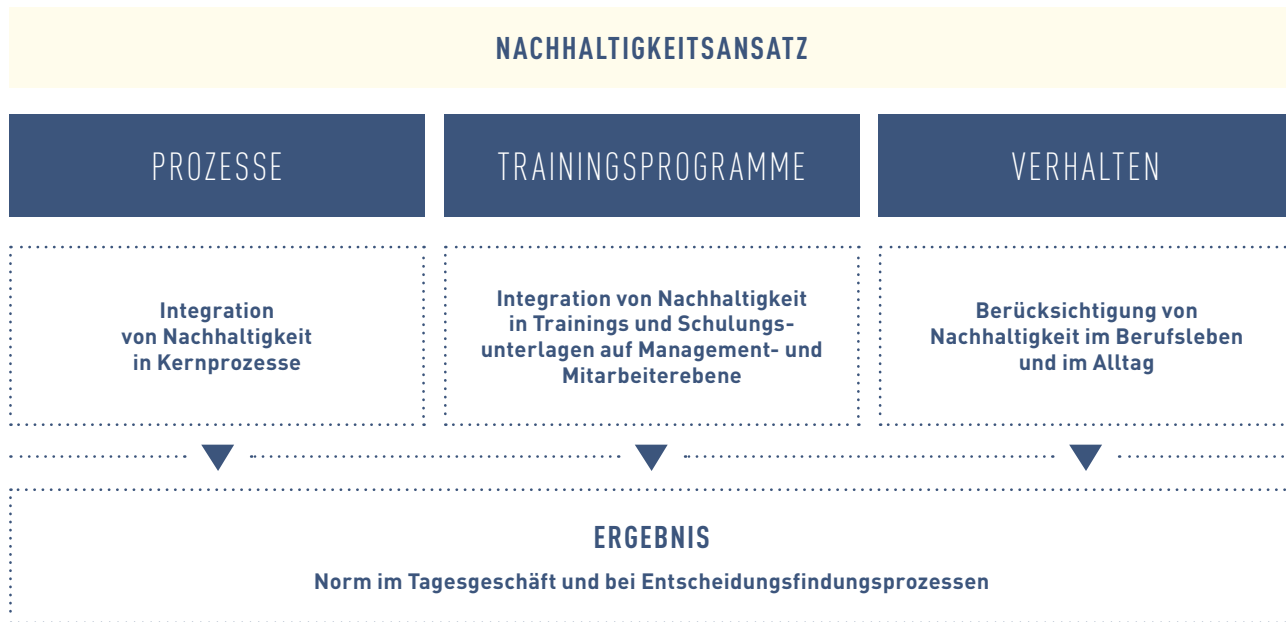 NACHHALTIGKEITSANSATZ
PROZESSE
Integration
von Nachhaltigkeit
in Kernprozesse
TRAININGSPROGRAMME
Integration von Nachhaltigkeit
in Trainings und Schulungs-
unterlagen auf Management- und
Mitarbeiterebene
VERHALTEN
Berücksichtigung von
Nachhaltigkeit im Berufsleben
und im Alltag
ERGEBNIS
Norm im Tagesgeschäft und bei Entscheidungsfindungsprozessen